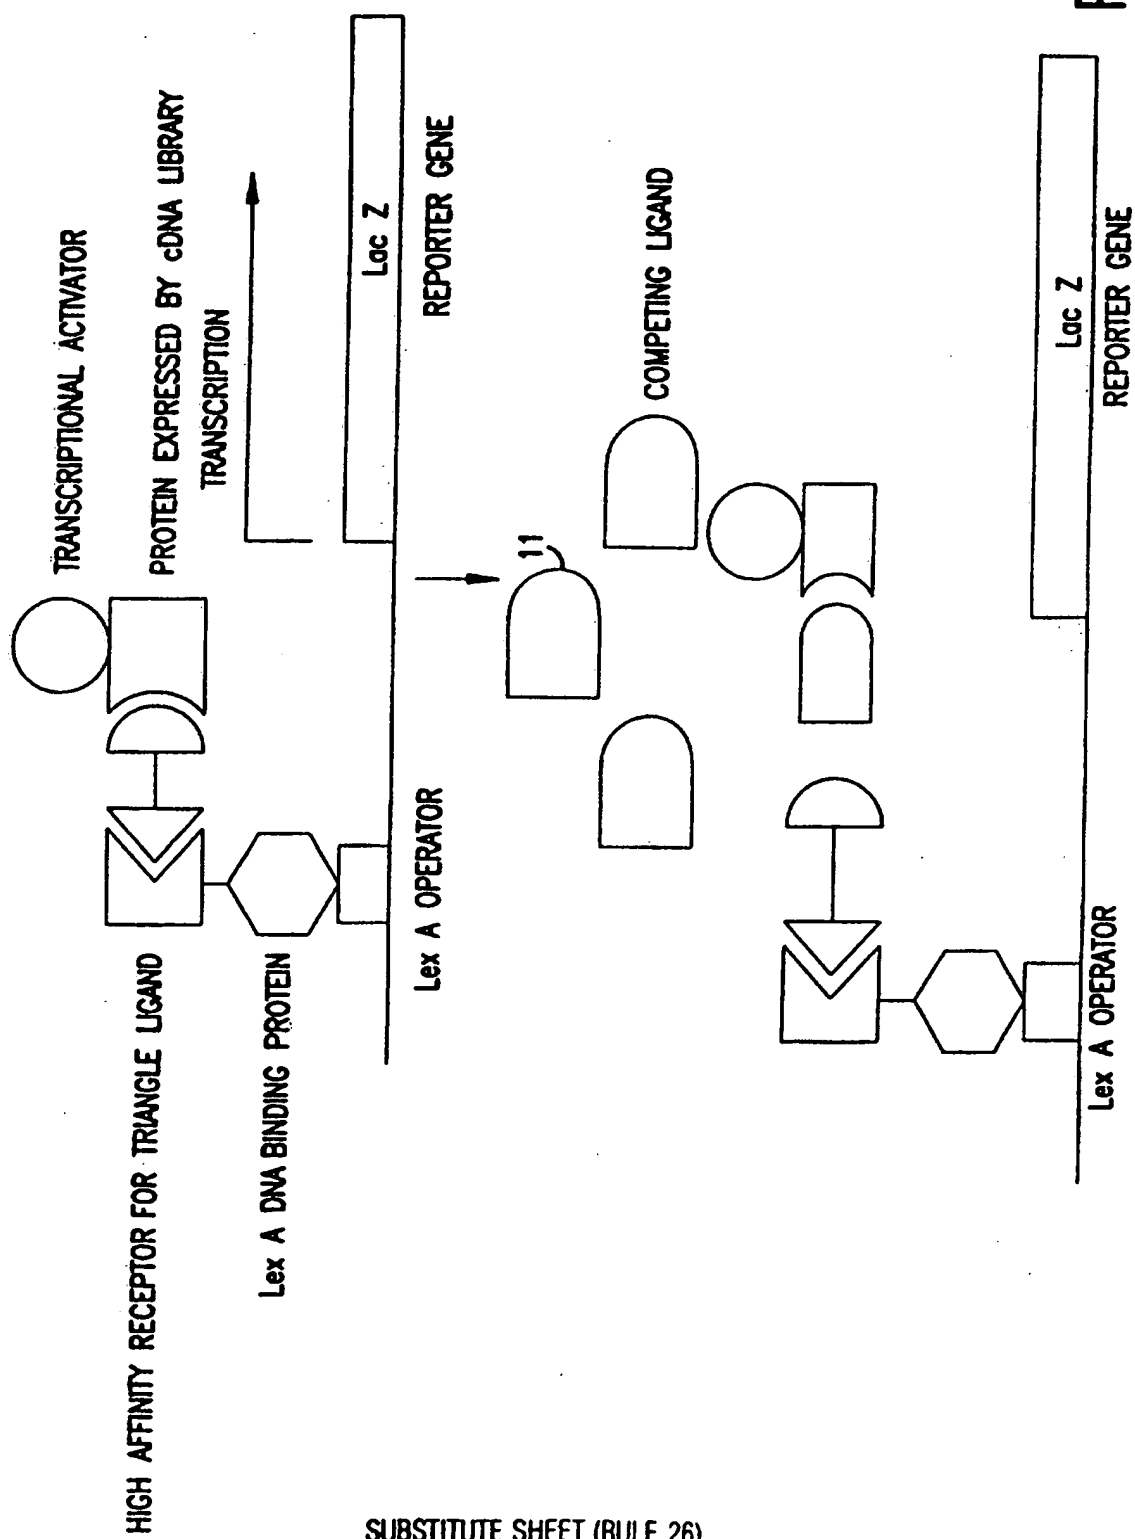 TRANSCRIPTIONAL ACTIVATOR
HIGH AFFINITY RECEPTOR FOR TRIANGLE LIGAND
PROTEIN EXPRESSED BY cDNA LIBRARY
TRANSCRIPTION
Lex A DNA BINDING PROTEIN
Lac Z
Lex A OPERATOR
REPORTER GENE
11
COMPETING LIGAND
Lac Z
Lex A OPERATOR
REPORTER GENE
SUBSTITUTE SHEET (RULE 26)